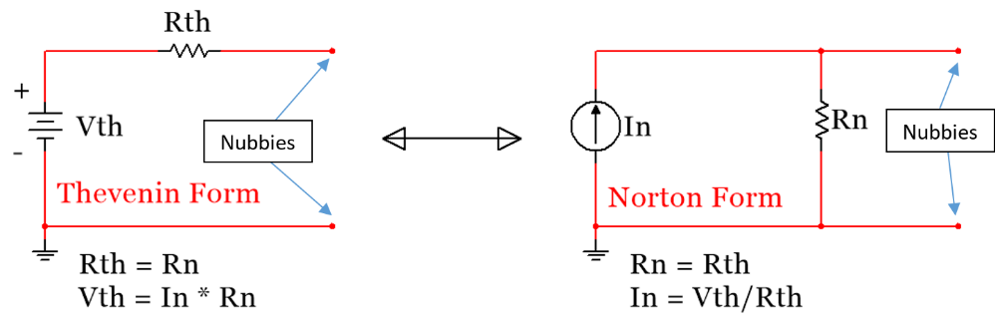 Rth
+
Vth
-
Nubbies
Thevenin Form
Rth = Rn
Vth = In * Rn
In
Rn
Nubbies
Norton Form
Rn = Rth
In = Vth/Rth